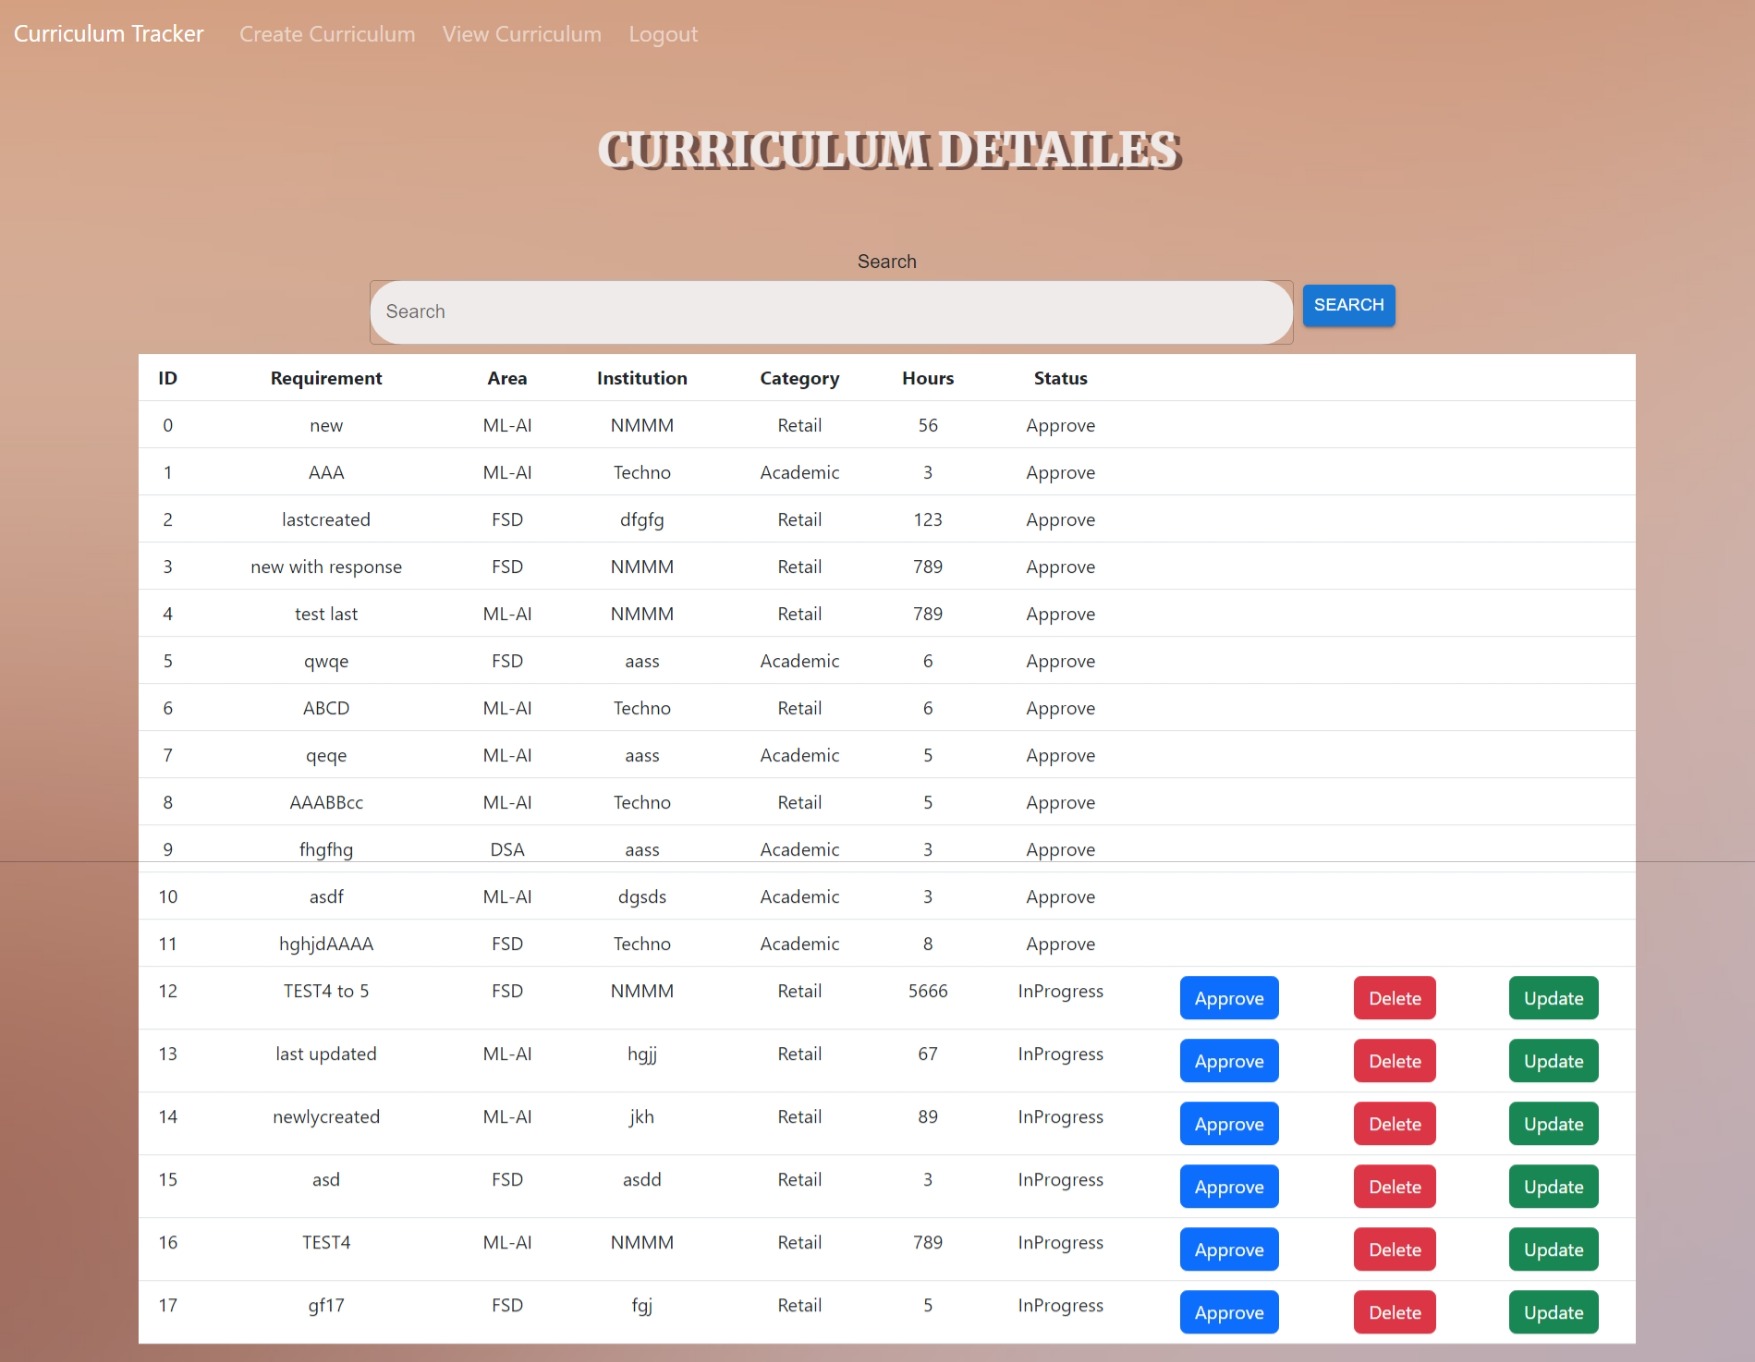 Curriculum Tracker Create Curriculum View Curriculum Logout
CURRICULUM DETAILES
Search
Search SEARCH
ID Requirement Area Institution Category Hours Status
0 new ML-AI NMMM Retail 56 Approve
1 AAA ML-AI Techno Academic 3 Approve
2 lastcreated FSD dfgfg Retail 123 Approve
3 new with response FSD NMMM Retail 789 Approve
4 test last ML-AI NMMM Retail 789 Approve
5 qwqe FSD aass Academic 6 Approve
6 ABCD ML-AI Techno Retail 6 Approve
7 qeqe ML-AI aass Academic 5 Approve
8 AAABBcc ML-AI Techno Retail 5 Approve
9 fhgfhg DSA aass Academic 3 Approve
10 asdf ML-AI dgsds Academic 3 Approve
11 hghjdAAAA FSD Techno Academic 8 Approve
12 TEST4 to 5 FSD NMMM Retail 5666 InProgress Approve Delete Update
13 last updated ML-AI hgjj Retail 67 InProgress Approve Delete Update
14 newlycreated ML-AI jkh Retail 89 InProgress Approve Delete Update
15 asd FSD asdd Retail 3 InProgress Approve Delete Update
16 TEST4 ML-AI NMMM Retail 789 InProgress Approve Delete Update
17 gf17 FSD fgj Retail 5 InProgress Approve Delete Update